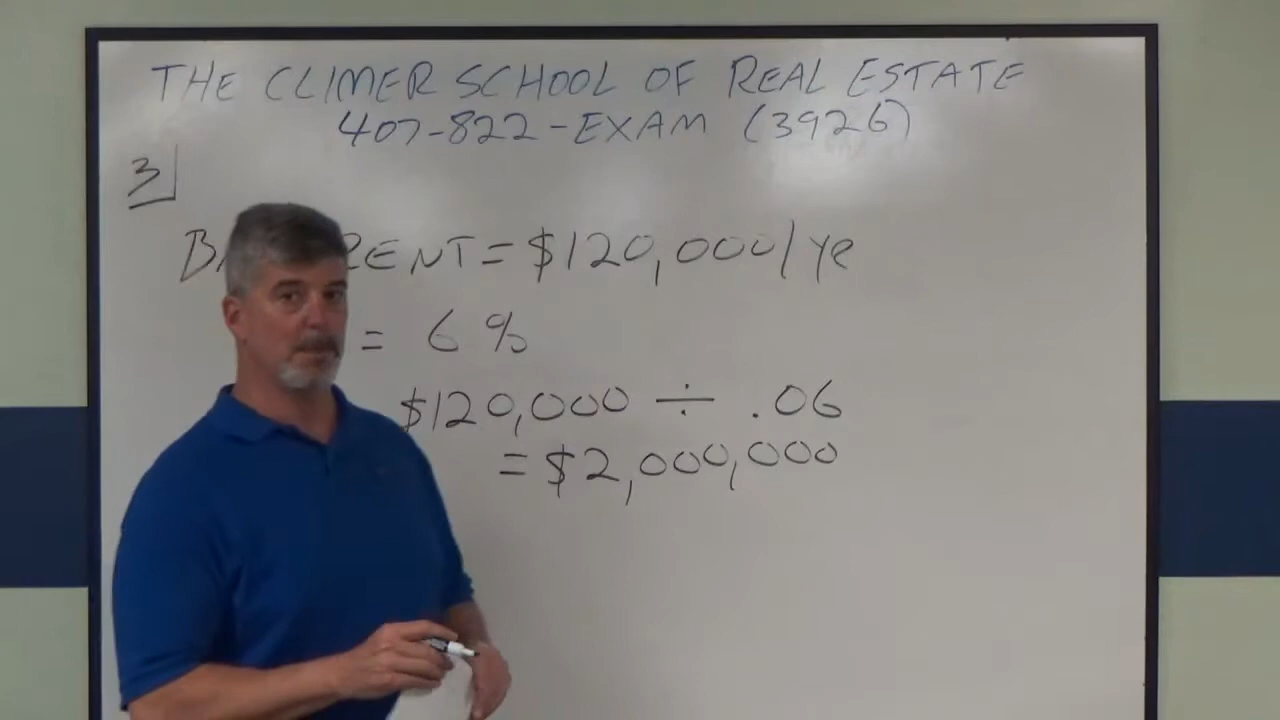 THE CLIMER SCHOOL OF REAL ESTATE
407-822-EXAM (3926)
3
RENT = $120,000/YR
= 6%
$120,000 ÷ .06
= $2,000,000